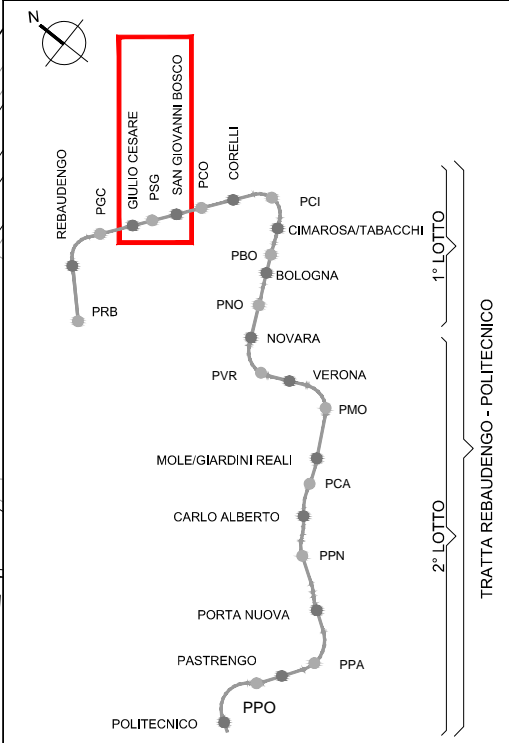 N
REBAUDENGO
PGC
GIULIO CESARE
PSG
SAN GIOVANNI BOSCO
PCO
CORELLI
PCI
CIMAROSA/TABACCHI
PBO
BOLOGNA
PNO
PRB
NOVARA
PVR
VERONA
PMO
MOLE/GIARDINI REALI
PCA
CARLO ALBERTO
PPN
PORTA NUOVA
PASTRENGO
PPA
PPO
POLITECNICO
1° LOTTO
2° LOTTO
TRATTA REBAUDENGO - POLITECNICO